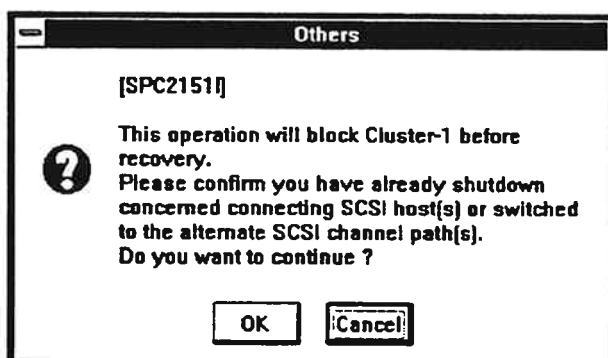 Others
[SPC2151I]
This operation will block Cluster-1 before
recovery.
Please confirm you have already shutdown
concerned connecting SCSI host(s) or switched
to the alternate SCSI channel path(s).
Do you want to continue ?
OK Cancel